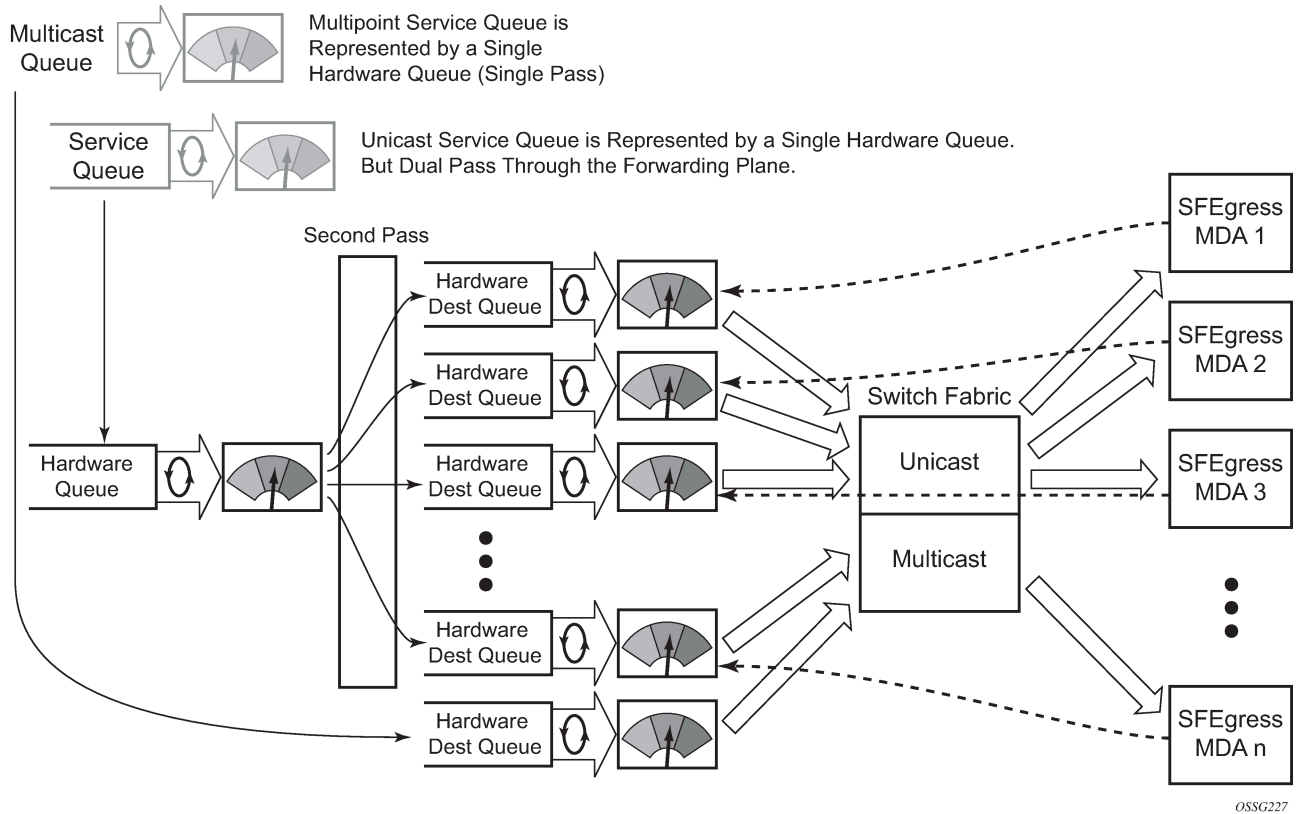 Multicast
Queue
Multipoint Service Queue is
Represented by a Single
Hardware Queue (Single Pass)
Service
Queue
Unicast Service Queue is Represented by a Single Hardware Queue.
But Dual Pass Through the Forwarding Plane.
Second Pass
Hardware
Queue
Hardware
Dest Queue
Hardware
Dest Queue
Hardware
Dest Queue
Hardware
Dest Queue
Hardware
Dest Queue
Switch Fabric
Unicast
Multicast
SFEgress
MDA 1
SFEgress
MDA 2
SFEgress
MDA 3
SFEgress
MDA n
OSSG227